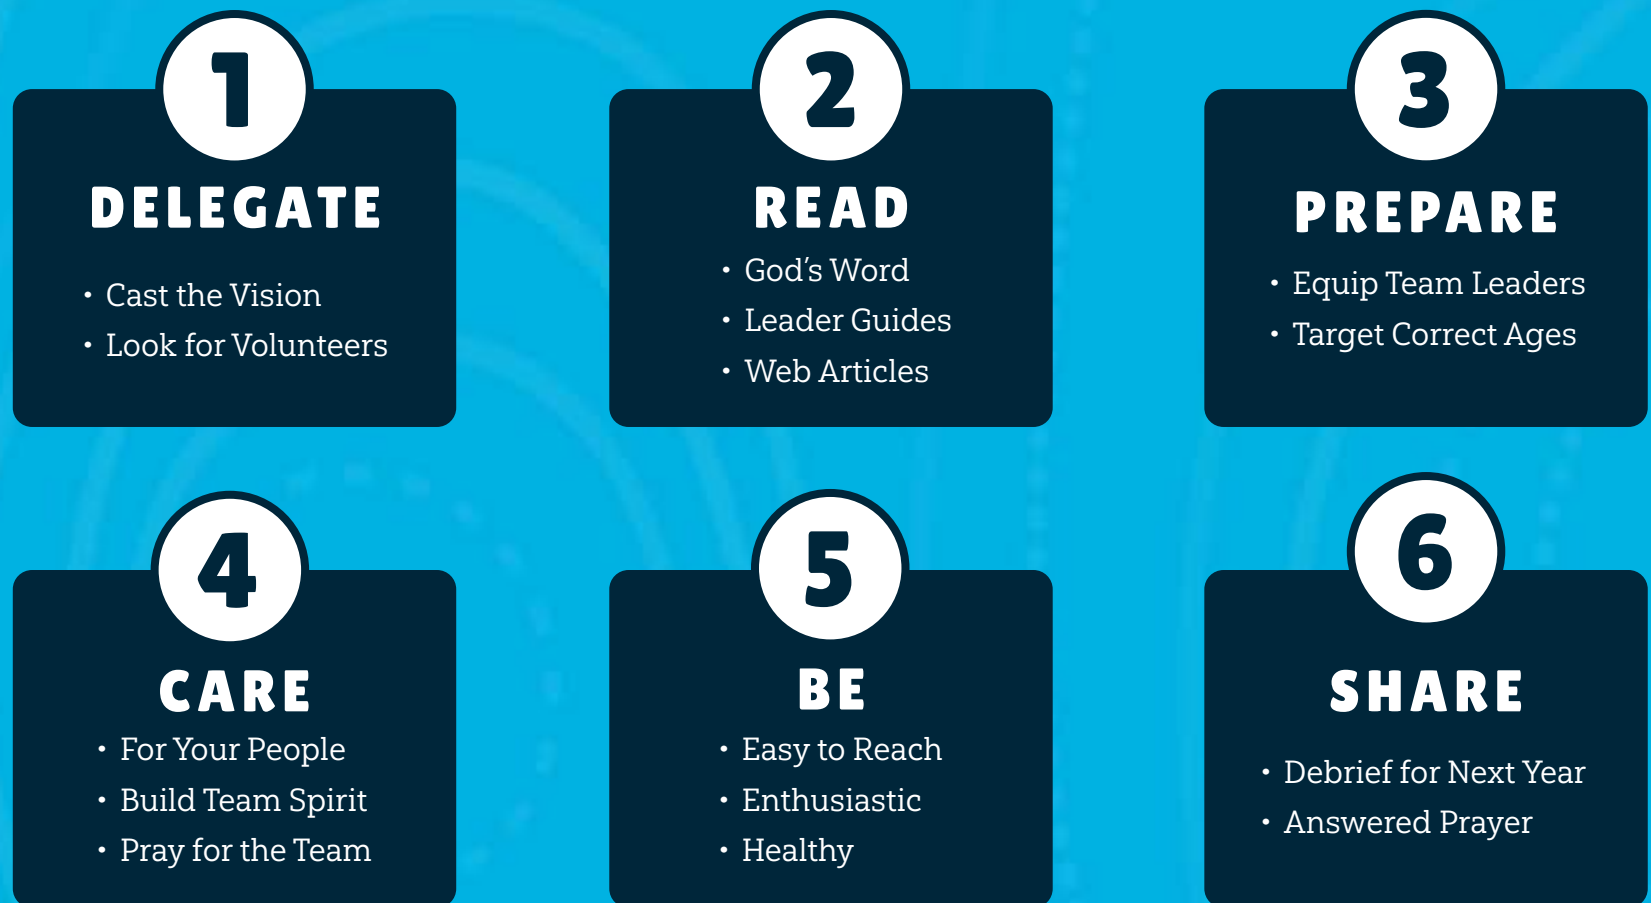 1
DELEGATE
• Cast the Vision
• Look for Volunteers
2
READ
• God's Word
• Leader Guides
• Web Articles
3
PREPARE
• Equip Team Leaders
• Target Correct Ages
4
CARE
• For Your People
• Build Team Spirit
• Pray for the Team
5
BE
• Easy to Reach
• Enthusiastic
• Healthy
6
SHARE
• Debrief for Next Year
• Answered Prayer